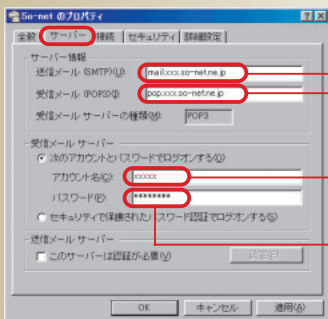 So-net のプロパティ
全般 サーバー 接続 セキュリティ 詳細設定
サーバー情報
送信メール (SMTP)(U): mail.xxx.so-net.ne.jp
受信メール (POP3)(I): pop.xxx.so-net.ne.jp
受信メール サーバーの種類(M): POP3
受信メール サーバー
次のアカウントとパスワードでログオンする(O)
アカウント名(C): xxxxx
パスワード(P): ********
セキュリティで保護されたパスワード認証でログオンする(S)
送信メール サーバー
このサーバーは認証が必要(V) 設定(E)...
OK キャンセル 適用(A)